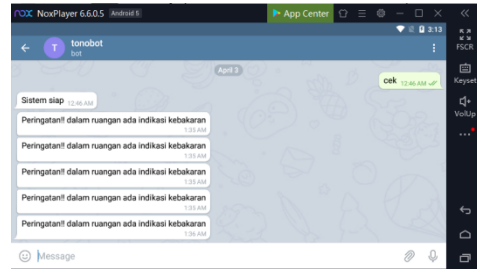 NoxPlayer 6.6.0.5 Android 5
App Center
3:13
FSCR
T
tonobot
bot
Keyset
April 3
cek 12:46 AM
VolUp
Sistem siap 12:46 AM
Peringatan!! dalam ruangan ada indikasi kebakaran
1:35 AM
Peringatan!! dalam ruangan ada indikasi kebakaran
1:35 AM
Peringatan!! dalam ruangan ada indikasi kebakaran
1:35 AM
Peringatan!! dalam ruangan ada indikasi kebakaran
1:35 AM
Peringatan!! dalam ruangan ada indikasi kebakaran
1:36 AM
Message